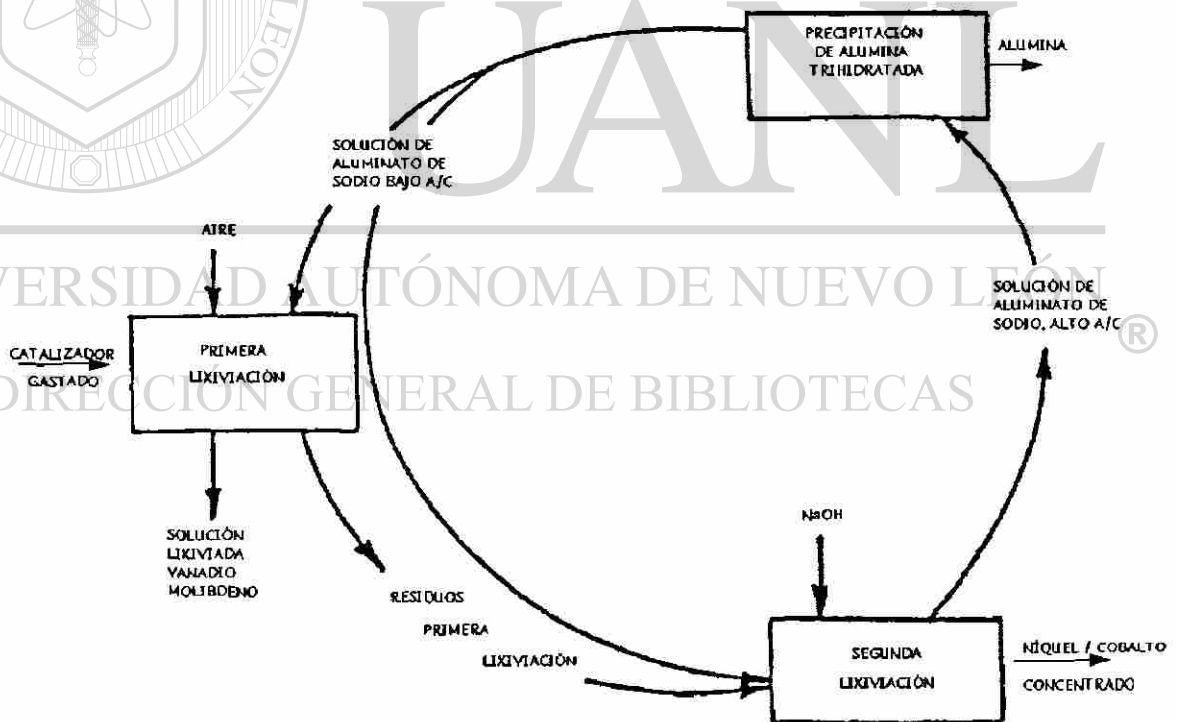 LEÓN
UANL
PRECIPITACIÓN
DE ALUMINA
TRIHIDRATADA
ALUMINA
SOLUCIÓN DE
ALUMINATO DE
SODIO BAJO A/C
AIRE
VERSIDAD AUTÓNOMA DE NUEVO LEÓN
®
SOLUCIÓN DE
ALUMINATO DE
SODIO, ALTO A/C
CATALIZADOR
GASTADO
PRIMERA
LIXIVIACIÓN
DIRECCIÓN GENERAL DE BIBLIOTECAS
SOLUCIÓN
LIXIVIADA
VANADIO
MOLIBDENO
RESIDUOS
PRIMERA
LIXIVIACIÓN
NaOH
SEGUNDA
LIXIVIACIÓN
NÍQUEL / COBALTO
CONCENTRADO